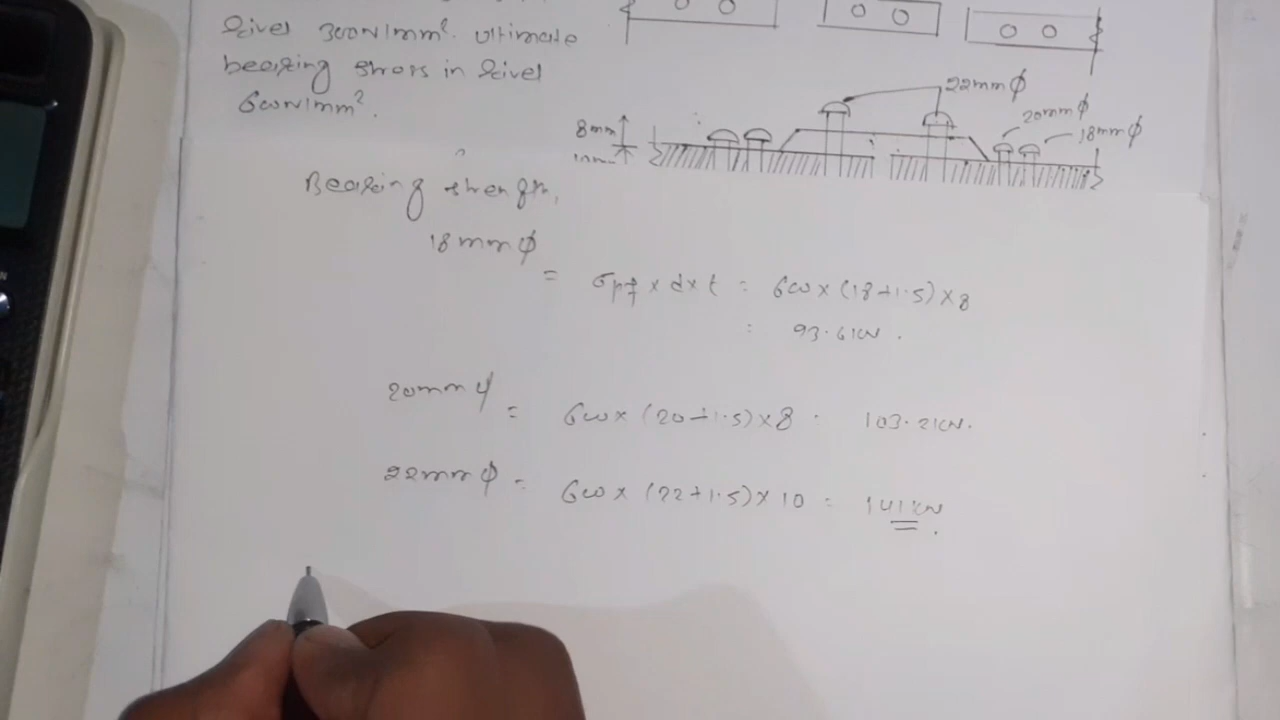 rivet 300N/mm². ultimate
bearing stress in rivet
600N/mm².
22mm ϕ
20mm ϕ
18mm ϕ
8mm
Bearing strength,
18mm ϕ
= σpf x d x t = 600 x (18+1.5) x 8
= 93.6kN.
20mm ϕ = 600 x (20+1.5) x 8 = 103.2kN.
22mm ϕ = 600 x (22+1.5) x 10 = 141kN.